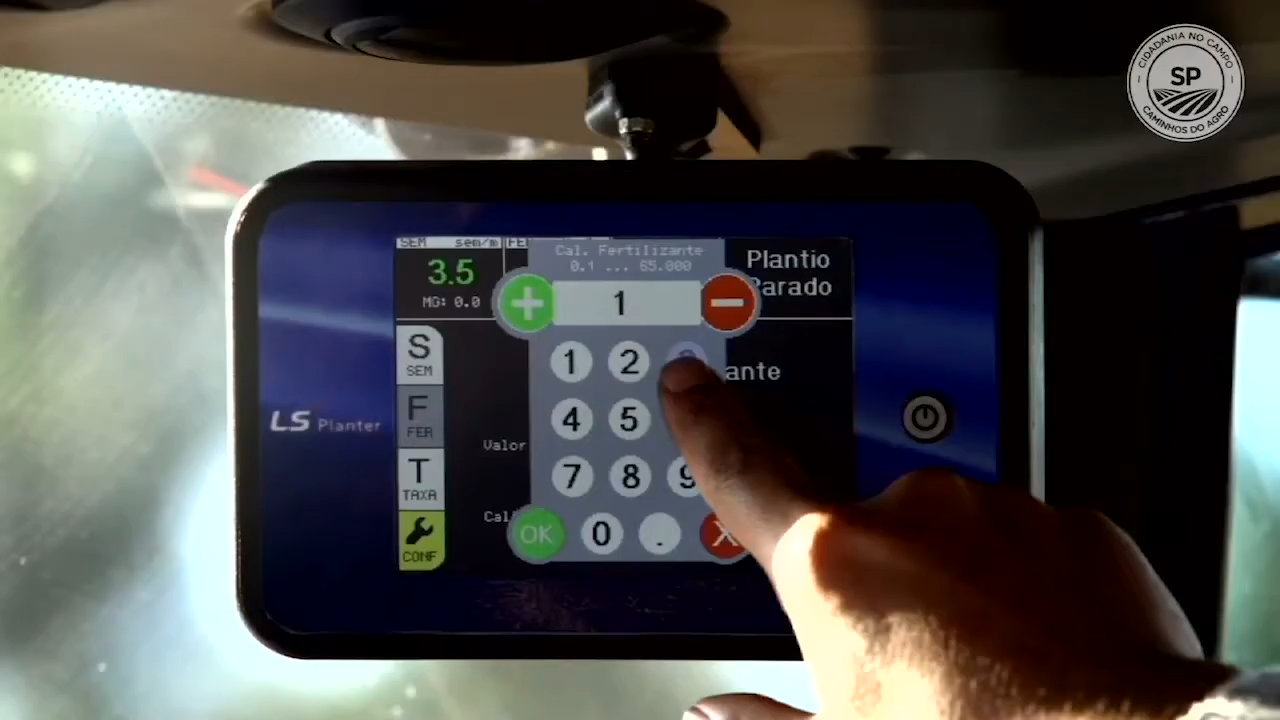 CIDADANIA NO CAMPO
SP
CAMINHOS DO AGRO
SEM sem/m
3.5
MG: 0.0
Cal. Fertilizante
0.1 ... 65.000
Plantio
Parado
+
1
−
S
SEM
F
FER
T
TAXA
CONF
1 2
ante
4 5
Valor
7 8 9
OK 0 . X
LS Planter